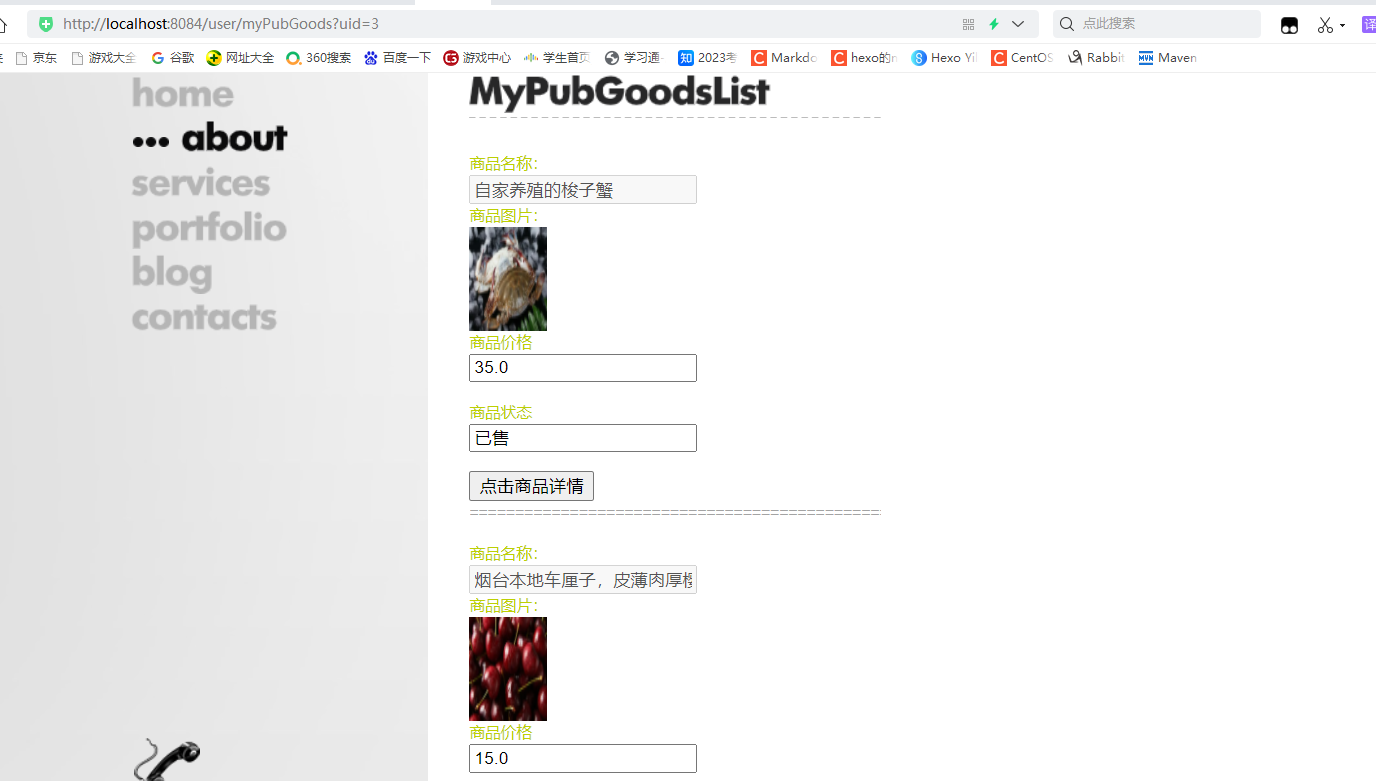 http://localhost:8084/user/myPubGoods?uid=3
点此搜索
京东 游戏大全 谷歌 网址大全 360搜索 百度一下 游戏中心 学生首页 学习通 2023考 Markdo hexo的n Hexo Yil CentOS Rabbit Maven
home
••• about
services
portfolio
blog
contacts
MyPubGoodsList
商品名称:
自家养殖的梭子蟹
商品图片:
商品价格
35.0
商品状态
已售
点击商品详情
商品名称:
烟台本地车厘子，皮薄肉厚
商品图片:
商品价格
15.0